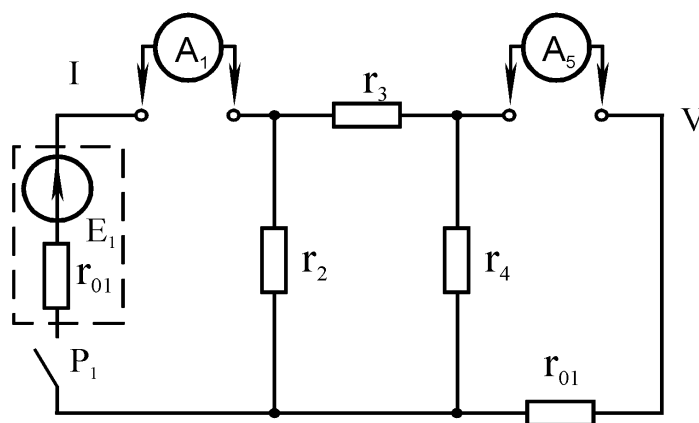 A₁
A₅
I
r₃
V
E₁
r₀₁
r₂
r₄
P₁
r₀₁